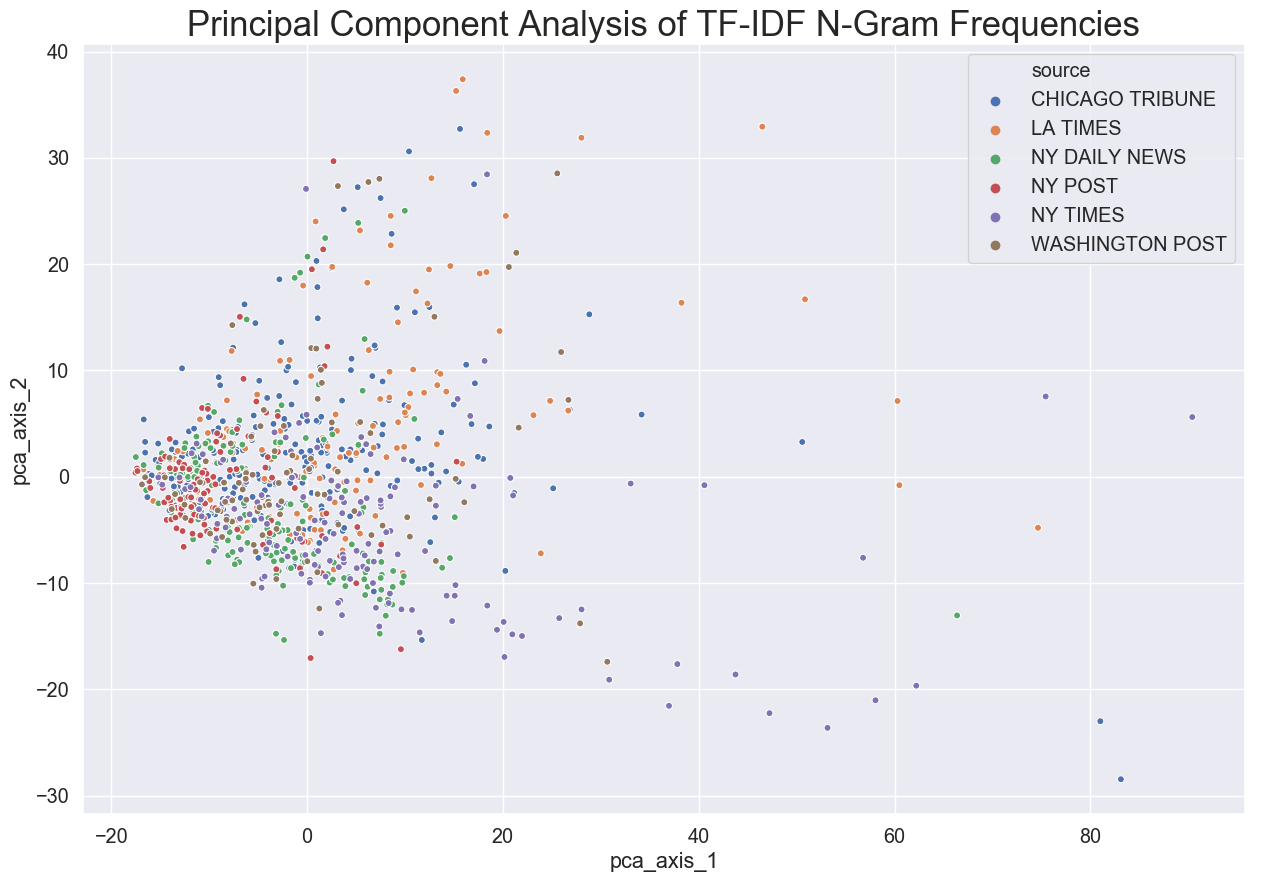 Principal Component Analysis of TF-IDF N-Gram Frequencies
source
CHICAGO TRIBUNE
LA TIMES
NY DAILY NEWS
NY POST
NY TIMES
WASHINGTON POST
pca_axis_2
40
30
20
10
0
−10
−20
−30
−20 0 20 40 60 80
pca_axis_1